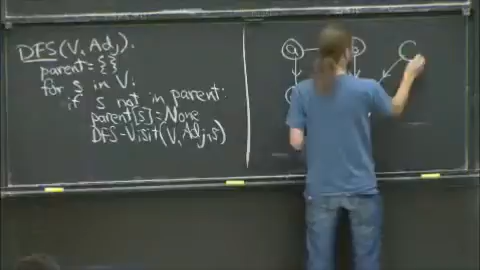 DFS(V, Adj).
parent = {}
for s in V:
if s not in parent:
parent[s] = None
DFS-Visit(V, Adj, s)
a